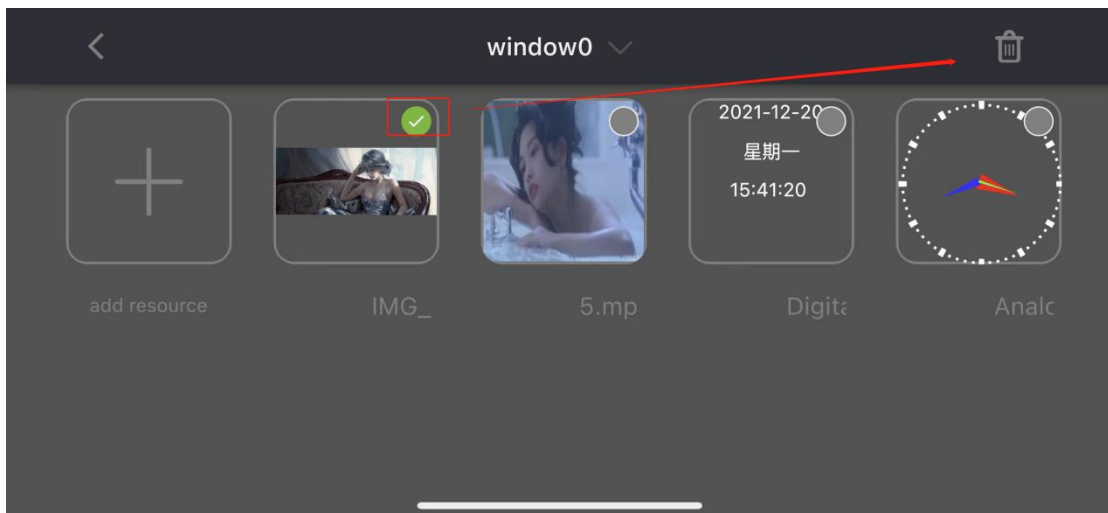 window0
2021-12-20
星期一
15:41:20
add resource
IMG_
5.mp
Digita
Analc